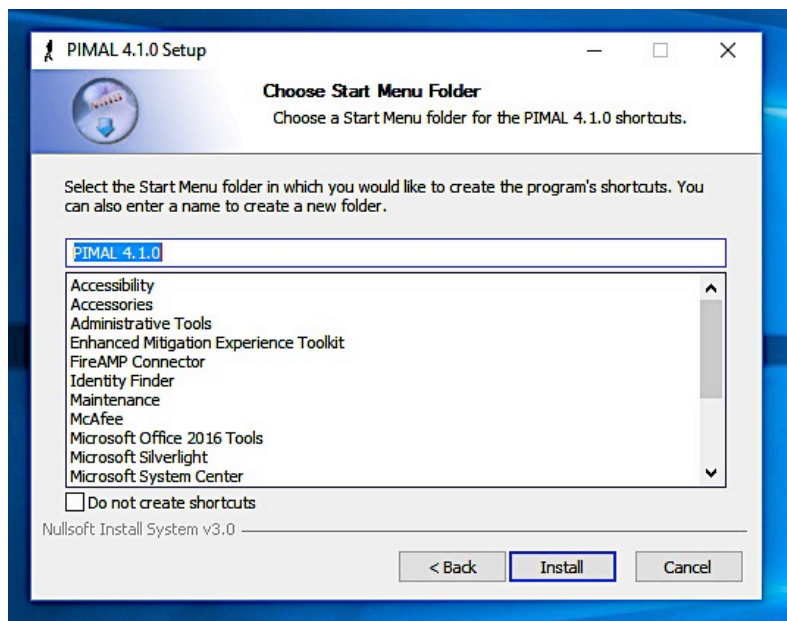 PIMAL 4.1.0 Setup
Choose Start Menu Folder
Choose a Start Menu folder for the PIMAL 4.1.0 shortcuts.
Select the Start Menu folder in which you would like to create the program's shortcuts. You
can also enter a name to create a new folder.
PIMAL 4.1.0
Accessibility
Accessories
Administrative Tools
Enhanced Mitigation Experience Toolkit
FireAMP Connector
Identity Finder
Maintenance
McAfee
Microsoft Office 2016 Tools
Microsoft Silverlight
Microsoft System Center
Do not create shortcuts
Nullsoft Install System v3.0
< Back
Install
Cancel